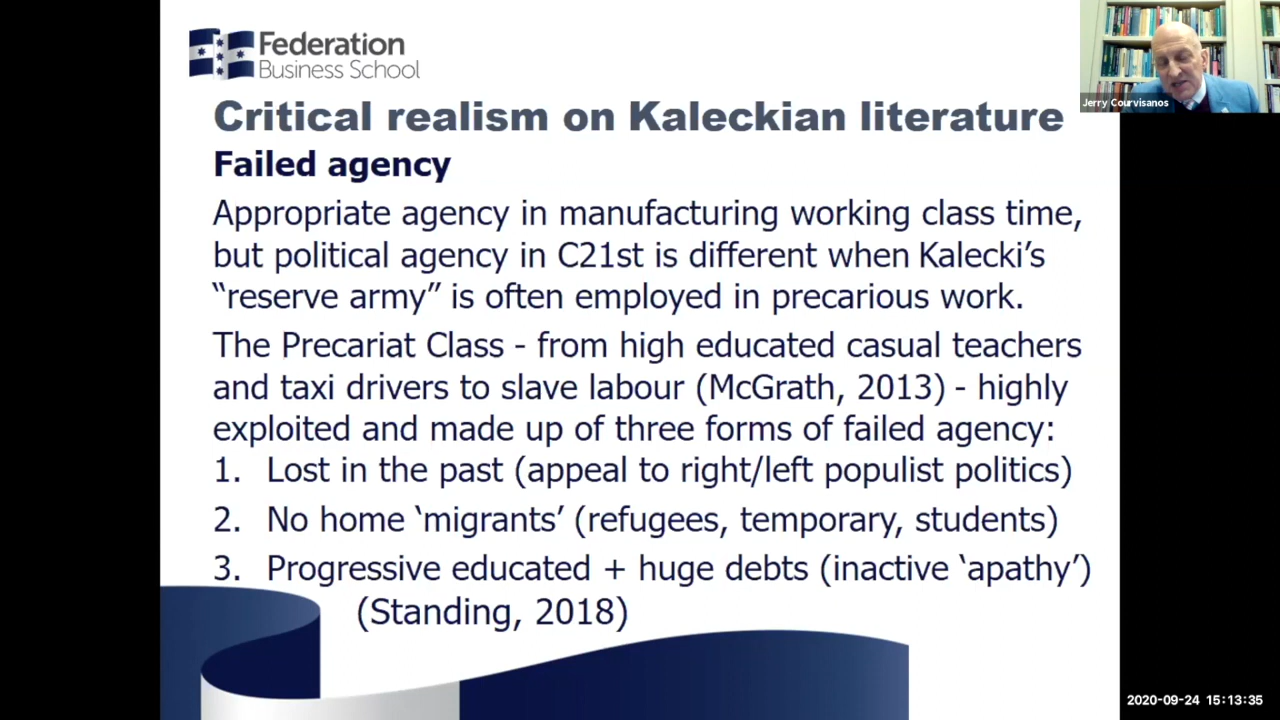 Federation
Business School
Jerry Courvisanos
Critical realism on Kaleckian literature
Failed agency
Appropriate agency in manufacturing working class time,
but political agency in C21st is different when Kalecki’s
“reserve army” is often employed in precarious work.
The Precariat Class - from high educated casual teachers
and taxi drivers to slave labour (McGrath, 2013) - highly
exploited and made up of three forms of failed agency:
1. Lost in the past (appeal to right/left populist politics)
2. No home ‘migrants’ (refugees, temporary, students)
3. Progressive educated + huge debts (inactive ‘apathy’)
(Standing, 2018)
2020-09-24 15:13:35